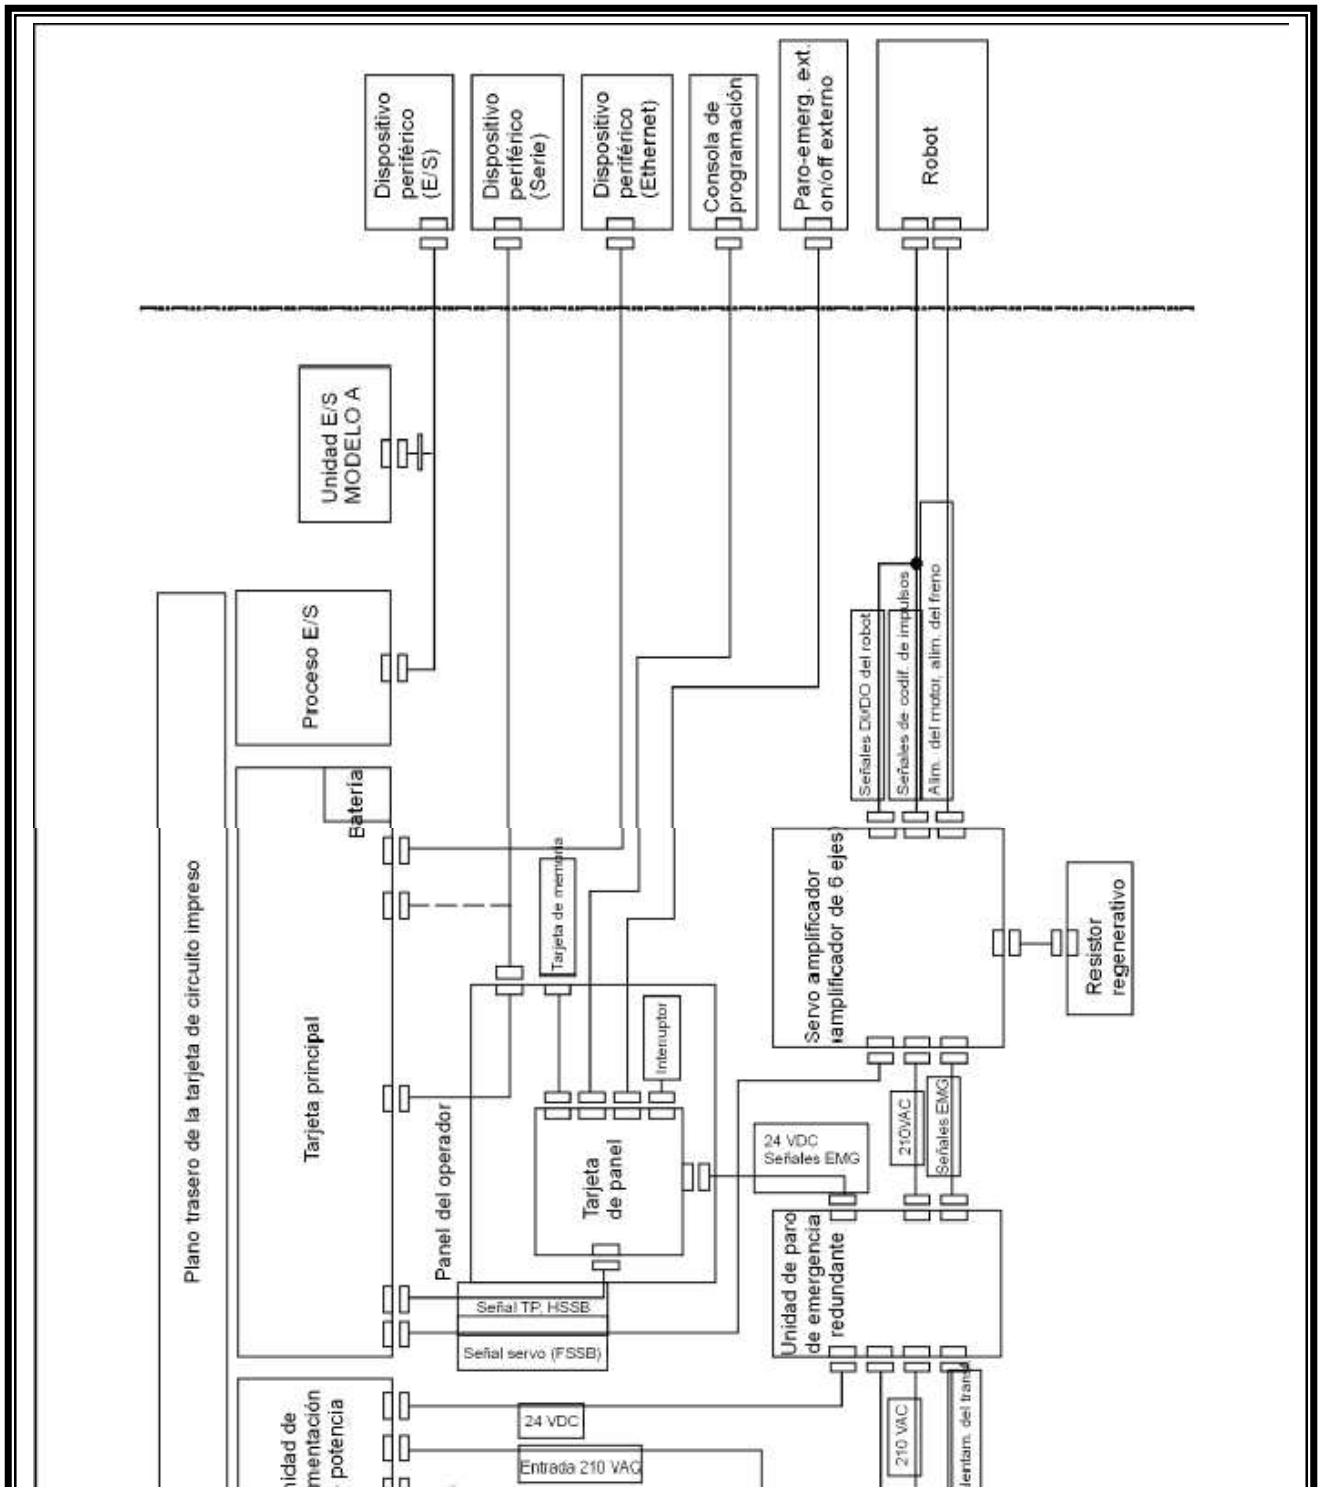 Dispositivo
periférico
(E/S)
Dispositivo
periférico
(Serie)
Dispositivo
periférico
(Ethernet)
Consola de
programación
Paro-emerg. ext.
on/off externo
Robot
Unidad E/S
MODELO A
Proceso E/S
Señales DI/DO del robot
Señales de codif. de impulsos
Alim. del motor, alim. del freno
Batería
Plano trasero de la tarjeta de circuito impreso
Tarjeta principal
Tarjeta de memoria
Servo amplificador
(amplificador de 6 ejes)
Resistor
regenerativo
Interruptor
Panel del operador
Tarjeta
de panel
24 VDC
Señales EMG
210VAC
Señales EMG
Unidad de paro
de emergencia
redundante
Señal TP, HSSB
Señal servo (FSSB)
24 VDC
Entrada 210 VAC
210 VAC